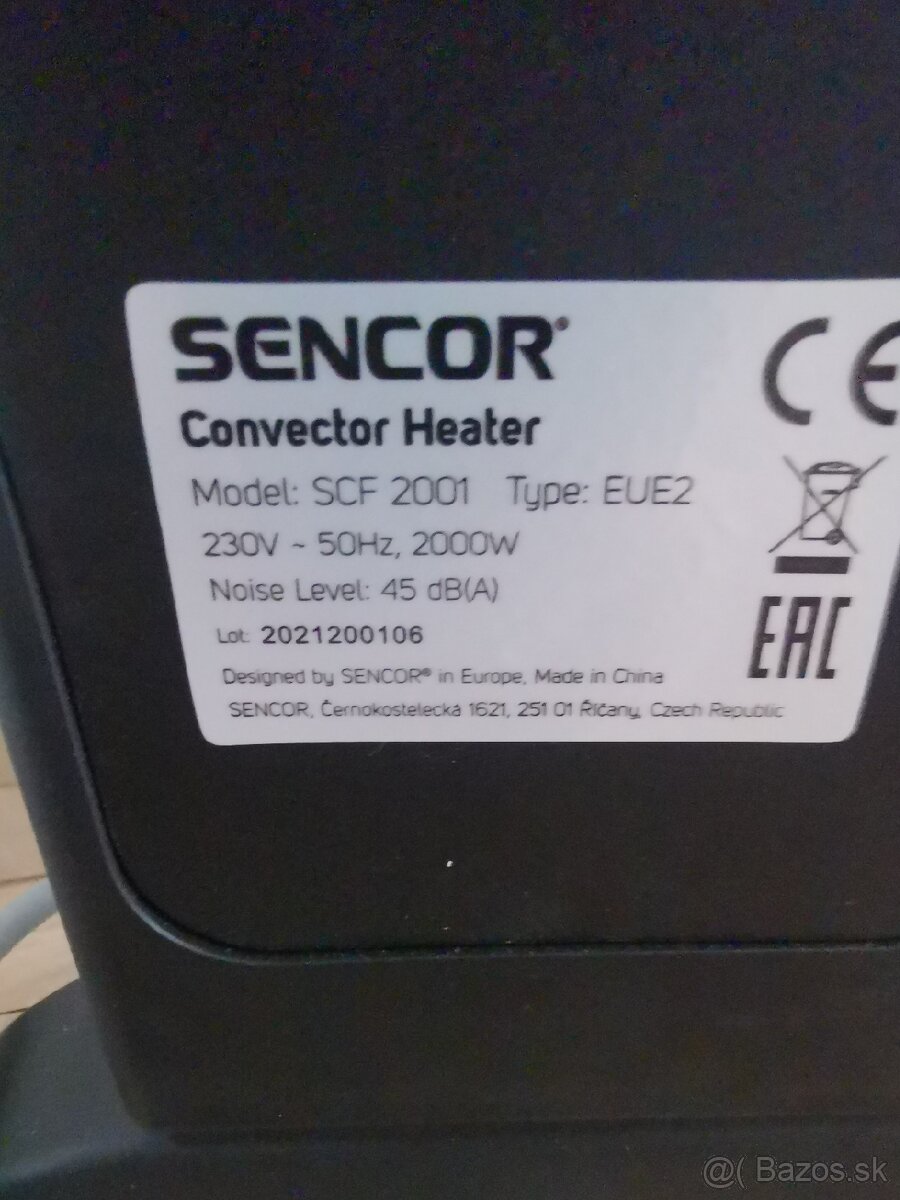 SENCOR®
Convector Heater
Model: SCF 2001 Type: EUE2
230V ~ 50Hz, 2000W
Noise Level: 45 dB(A)
Lot: 2021200106
Designed by SENCOR® in Europe, Made in China
SENCOR, Černokostelecká 1621, 251 01 Říčany, Czech Republic
CE
EAC
@( Bazos.sk